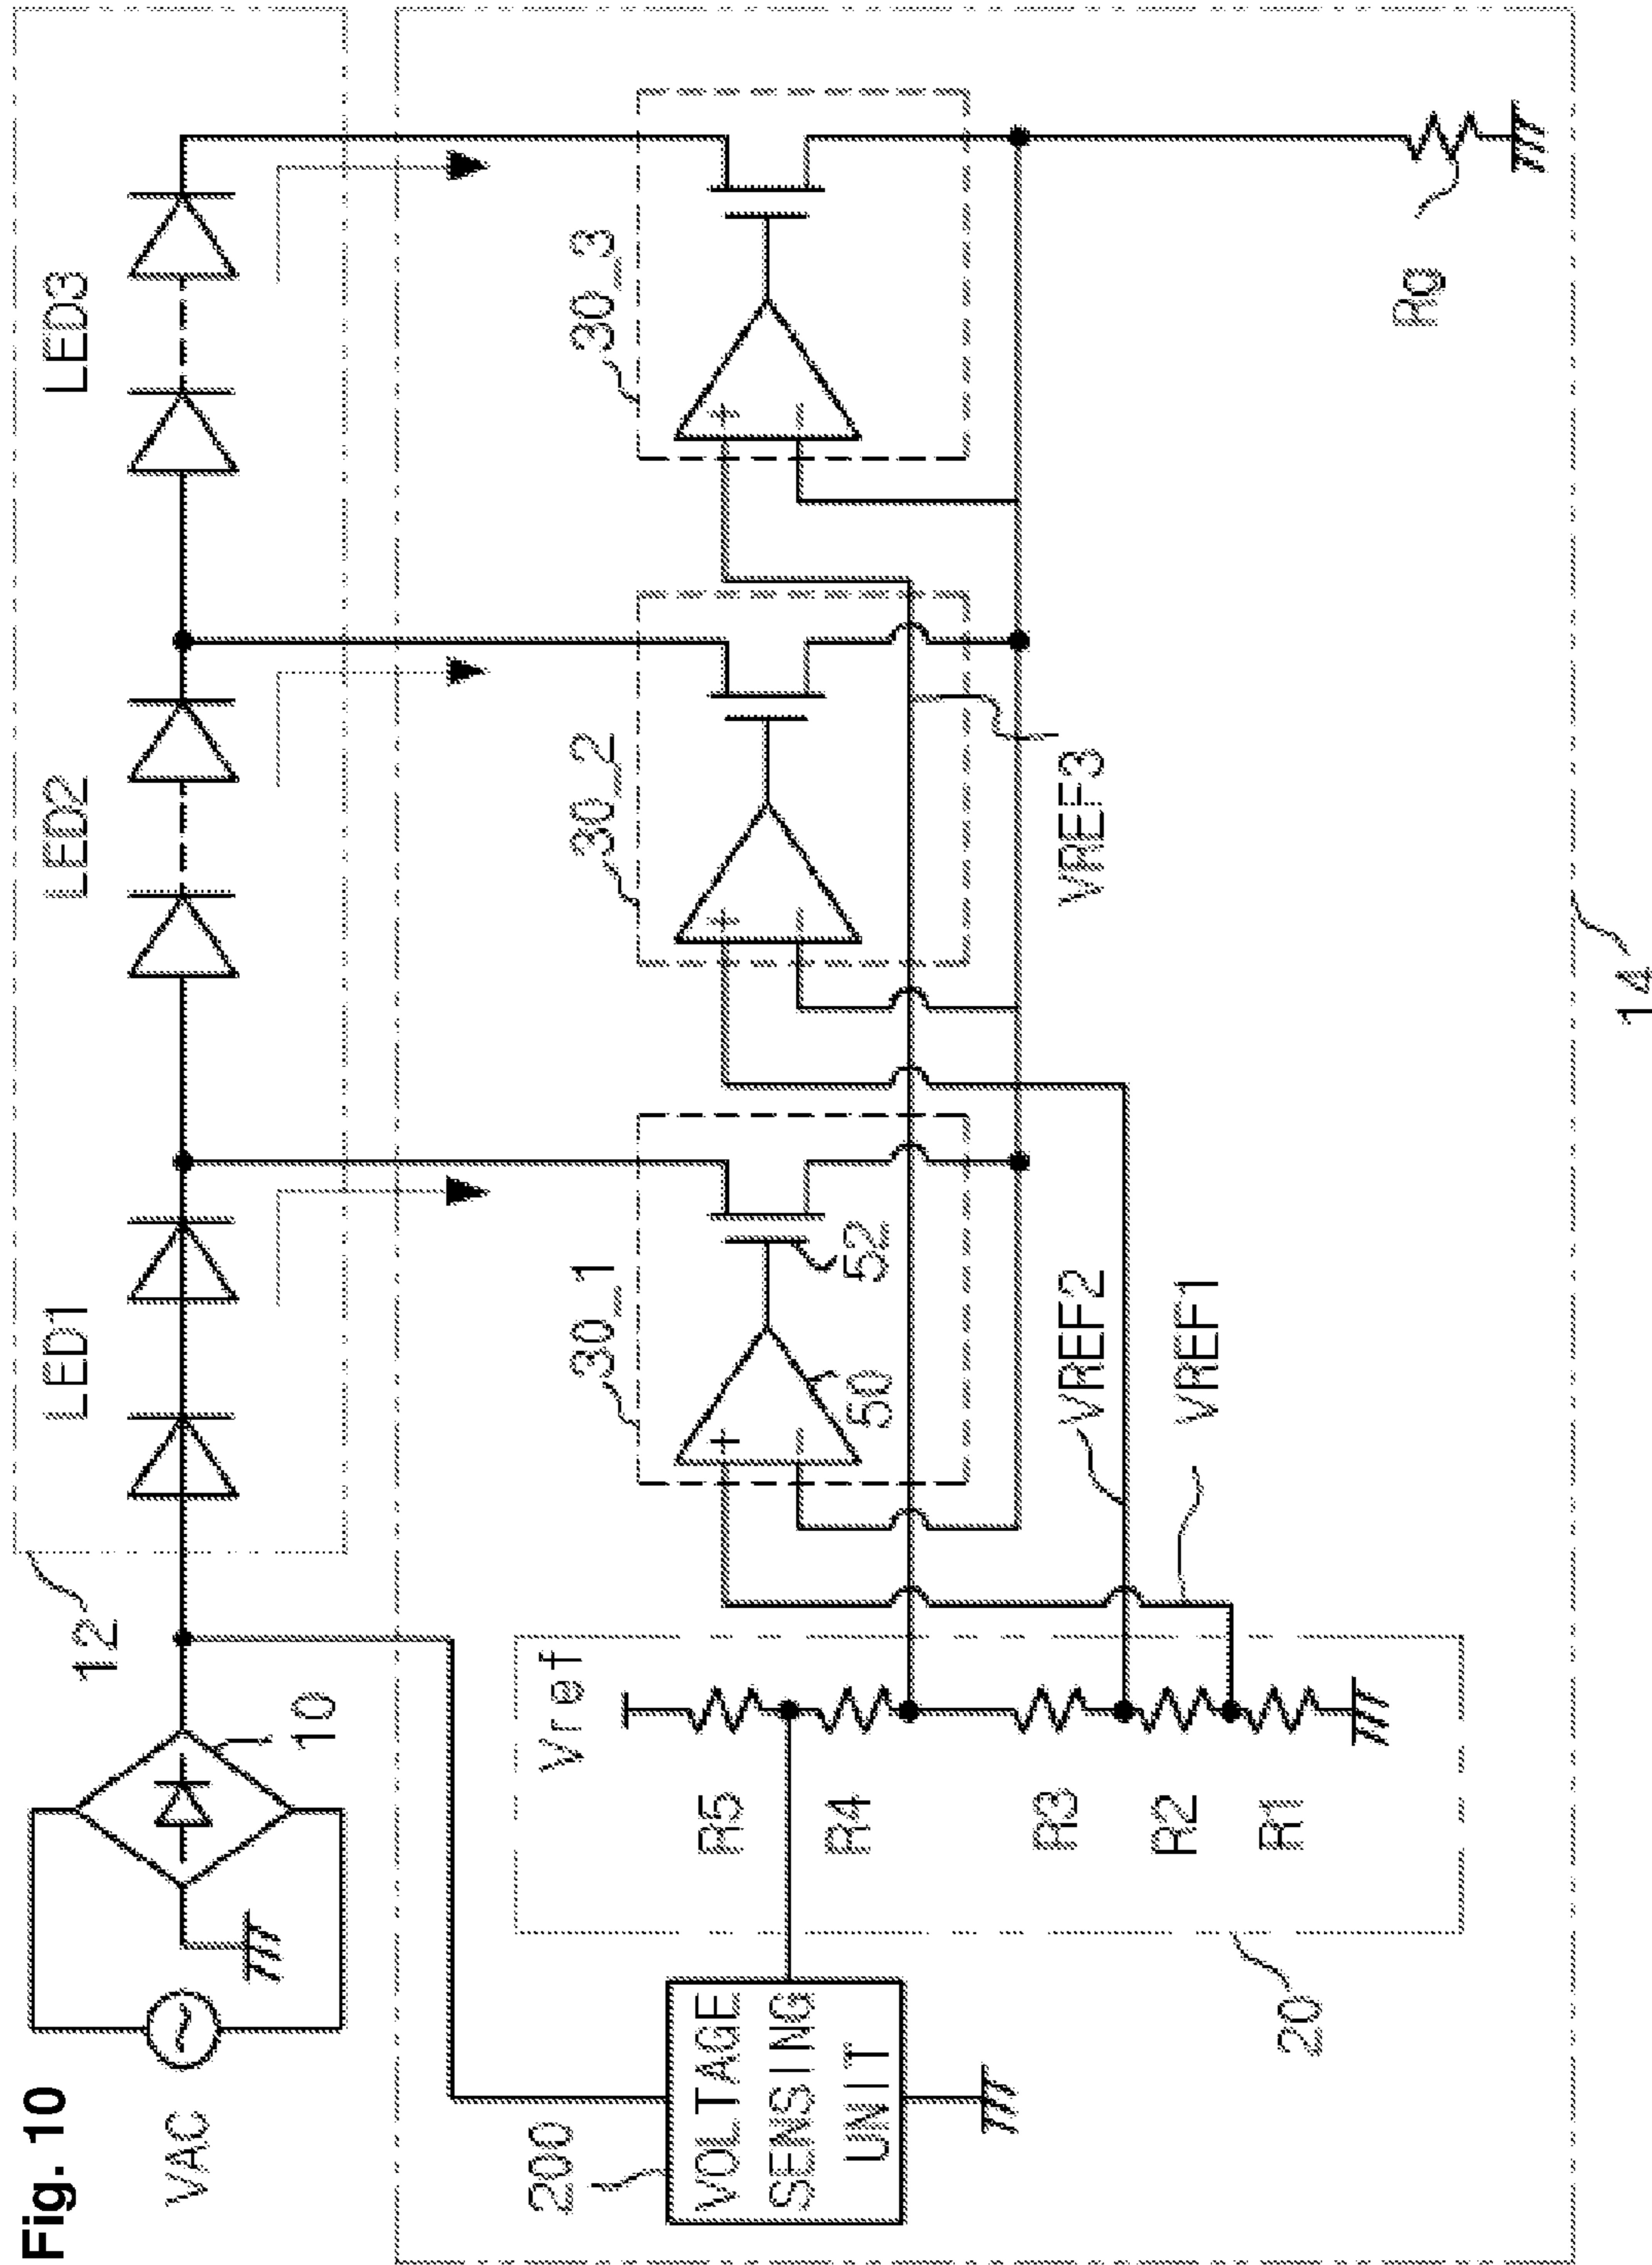 Fig. 10
VAC
10
12
LED1
LED2
LED3
200
VOLTAGE
SENSING
UNIT
Vref
R5
R4
R3
R2
R1
20
30_1
30_2
30_3
+
−
50
52
+
−
+
−
VREF1
VREF2
VREF3
Rg
14